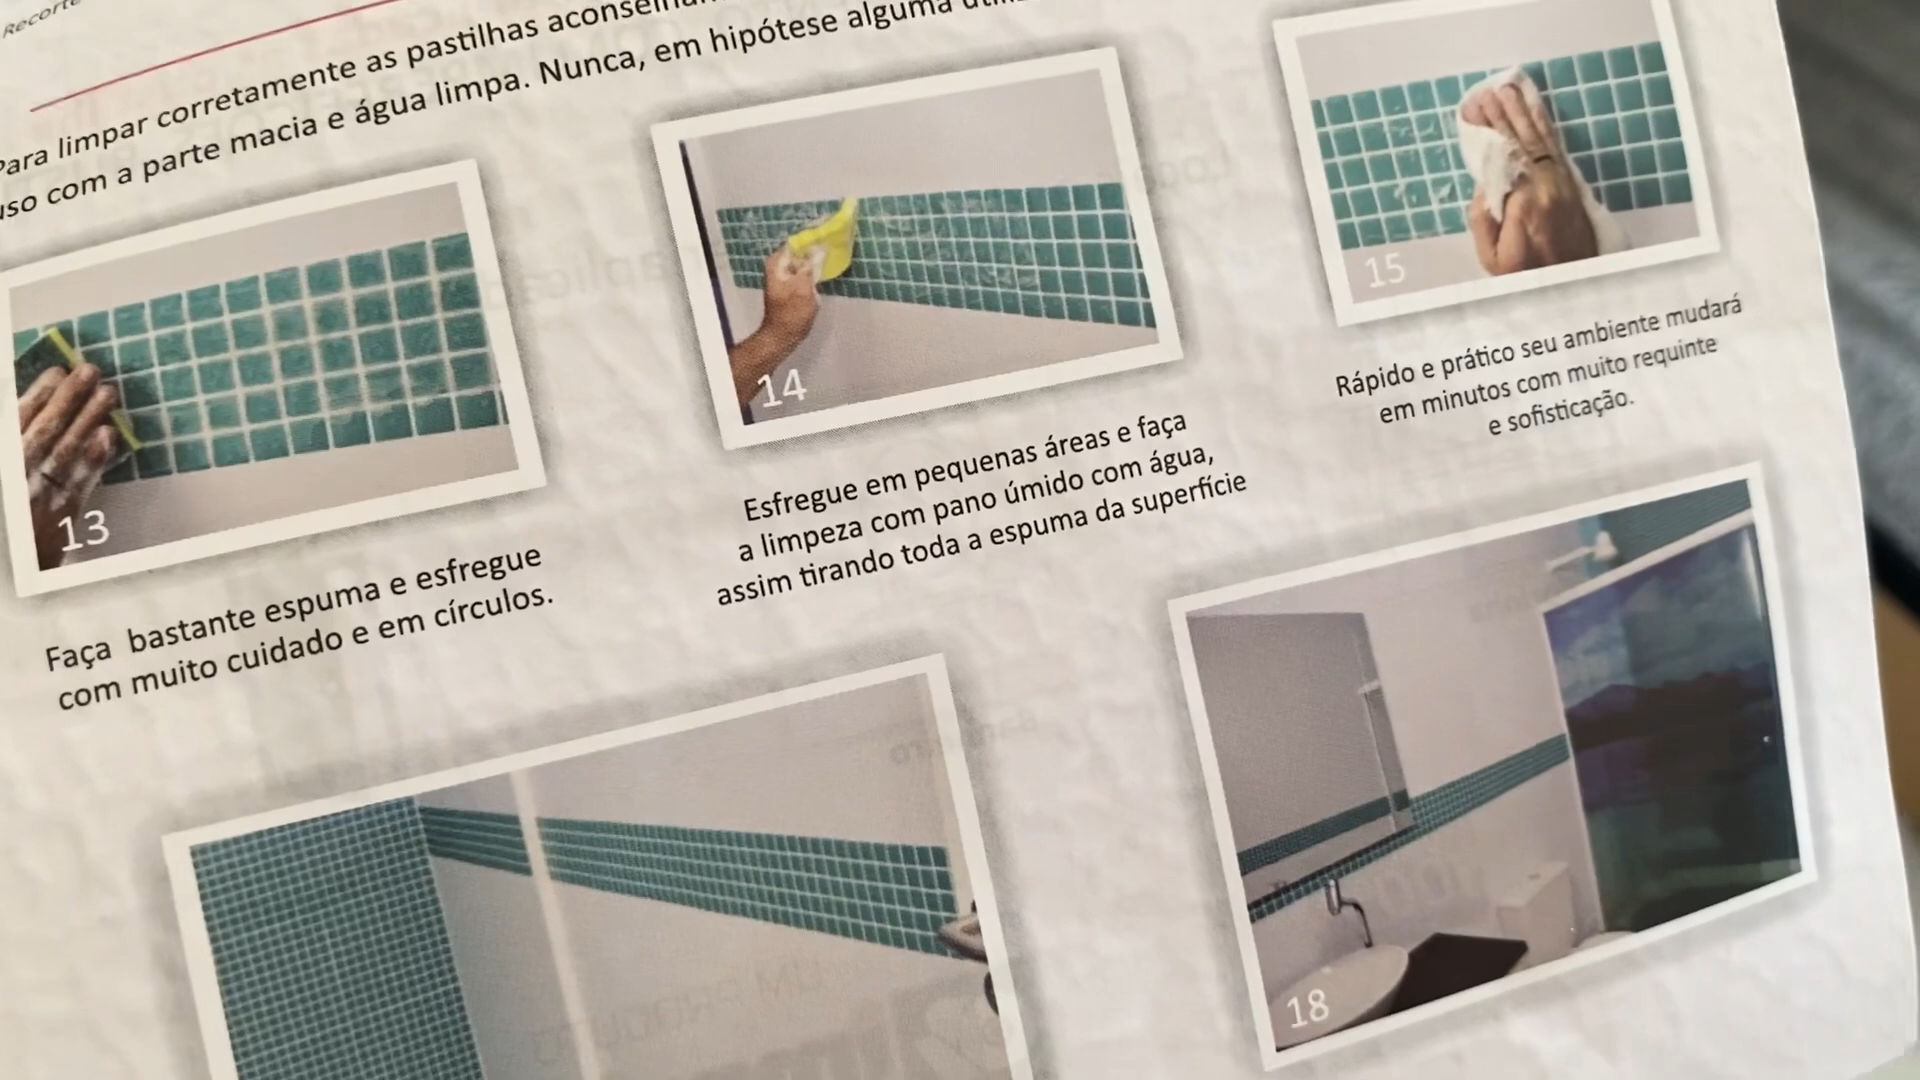 Para limpar corretamente as pastilhas
uso com a parte macia e água limpa. Nunca, em hipótese alguma
13
14
15
Faça bastante espuma e esfregue
com muito cuidado e em círculos.
Esfregue em pequenas áreas e faça
a limpeza com pano úmido com água,
assim tirando toda a espuma da superfície
Rápido e prático seu ambiente mudará
em minutos com muito requinte
e sofisticação.
18